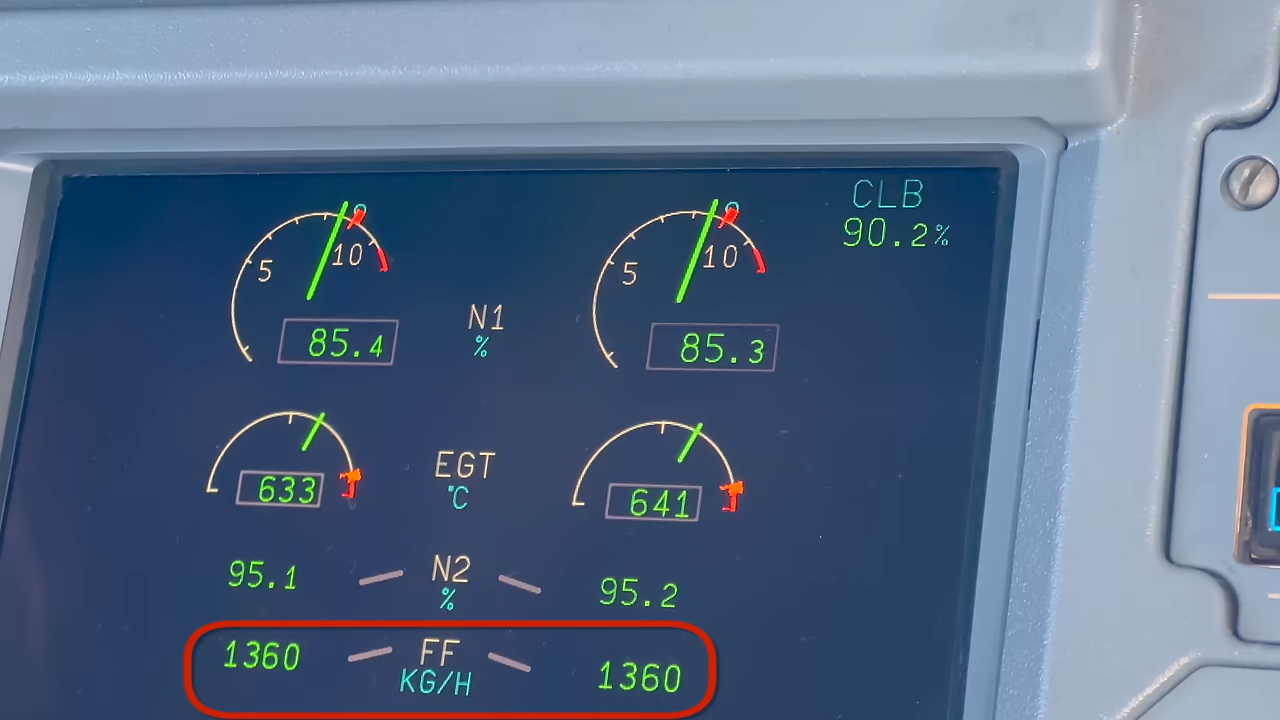 CLB
90.2%
5 10 5 10
85.4 N1 85.3
%
EGT
633 °C 641
95.1 N2 95.2
%
1360 FF 1360
KG/H